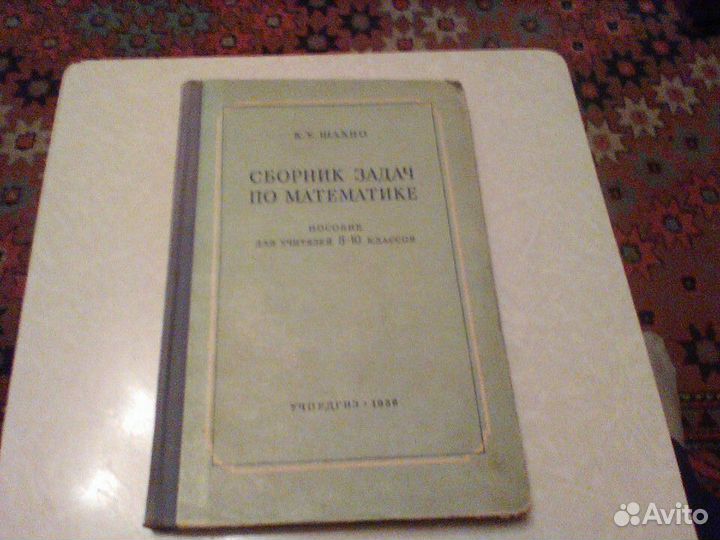 К. У. ШАХНО
СБОРНИК ЗАДАЧ
ПО МАТЕМАТИКЕ
ПОСОБИЕ
ДЛЯ УЧИТЕЛЕЙ 8-10 КЛАССОВ
УЧПЕДГИЗ • 1956
Avito